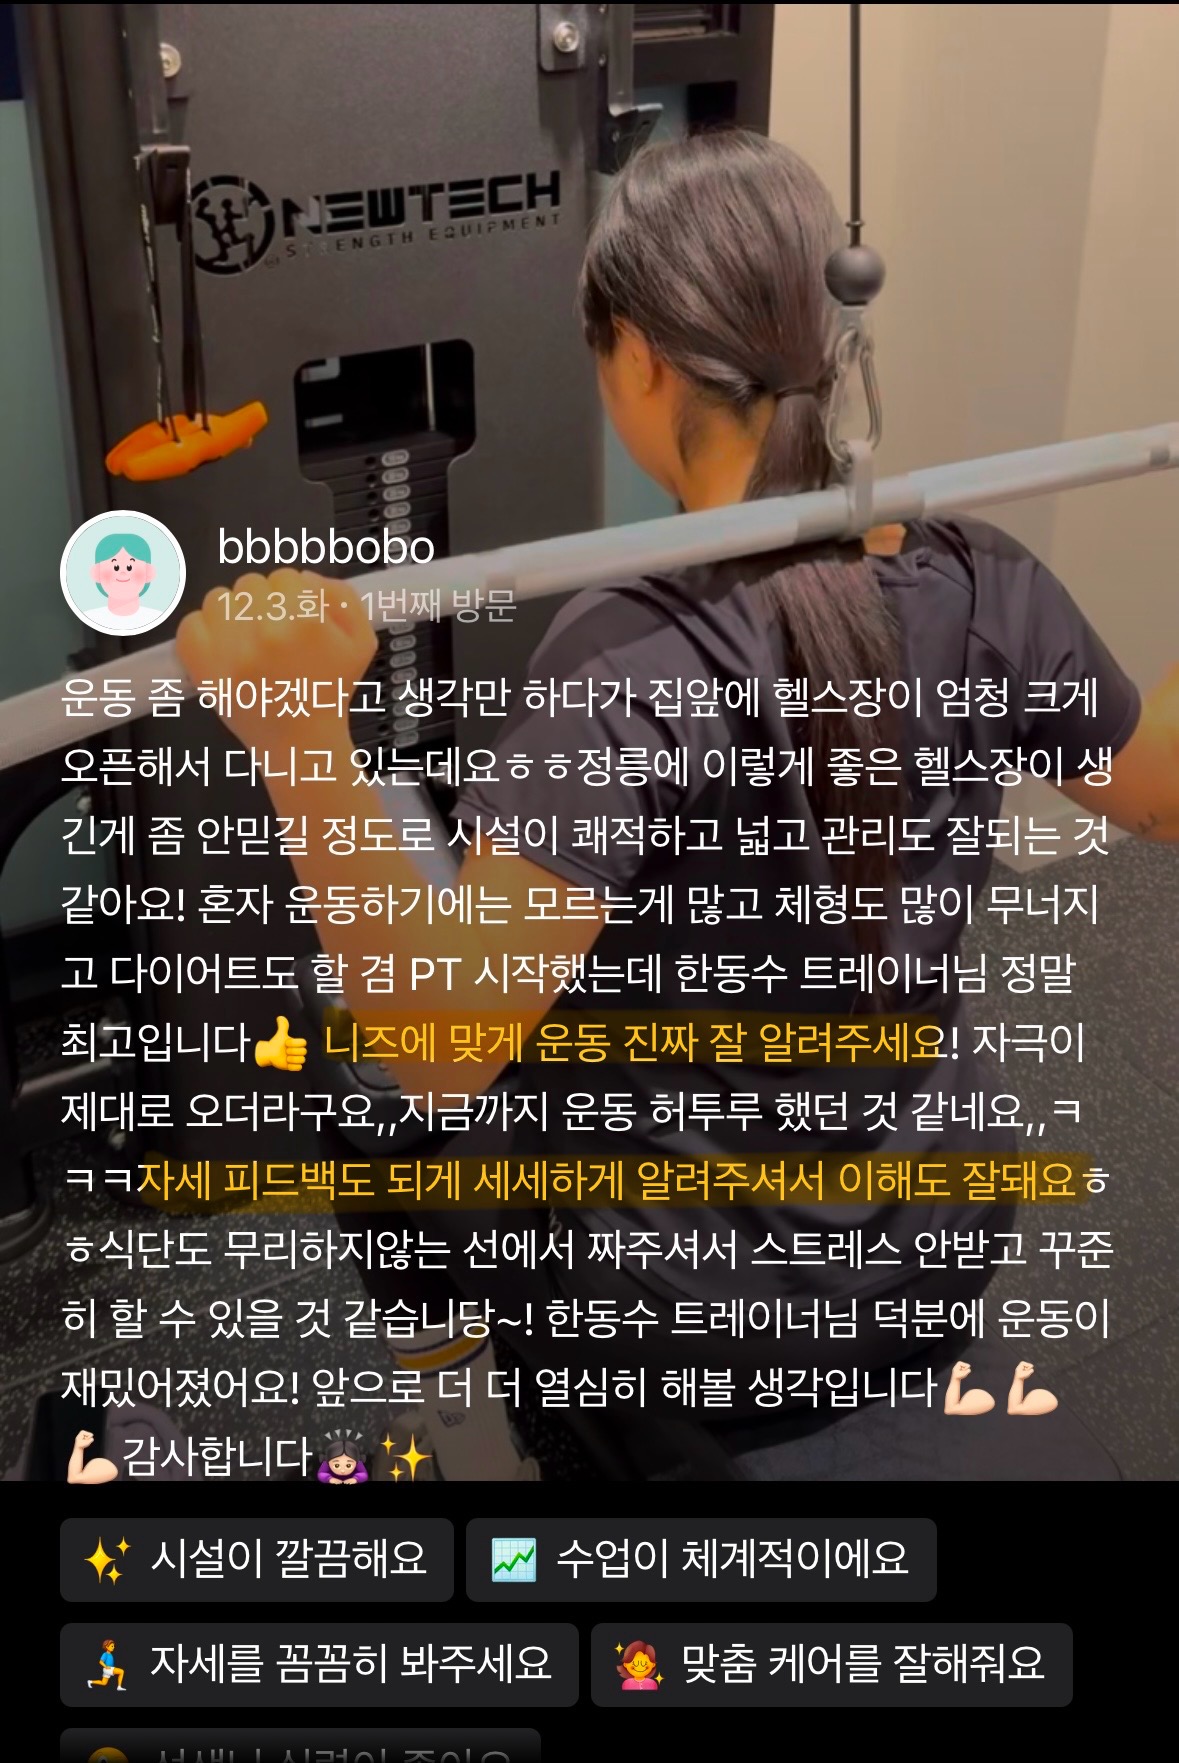 NEWTECH
STRENGTH EQUIPMENT
bbbbbobo
12.3.화 · 1번째 방문
운동 좀 해야겠다고 생각만 하다가 집앞에 헬스장이 엄청 크게
오픈해서 다니고 있는데요ㅎㅎ정릉에 이렇게 좋은 헬스장이 생
긴게 좀 안믿길 정도로 시설이 쾌적하고 넓고 관리도 잘되는 것
같아요! 혼자 운동하기에는 모르는게 많고 체형도 많이 무너지
고 다이어트도 할 겸 PT 시작했는데 한동수 트레이너님 정말
최고입니다👍 니즈에 맞게 운동 진짜 잘 알려주세요! 자극이
제대로 오더라구요,,지금까지 운동 허투루 했던 것 같네요,,ㅋ
ㅋㅋ자세 피드백도 되게 세세하게 알려주셔서 이해도 잘돼요ㅎ
ㅎ식단도 무리하지않는 선에서 짜주셔서 스트레스 안받고 꾸준
히 할 수 있을 것 같습니당~! 한동수 트레이너님 덕분에 운동이
재밌어졌어요! 앞으로 더 더 열심히 해볼 생각입니다💪🏻💪🏻
💪🏻감사합니다🙇🏻‍♀️✨
✨ 시설이 깔끔해요
📈 수업이 체계적이에요
자세를 꼼꼼히 봐주세요
맞춤 케어를 잘해줘요